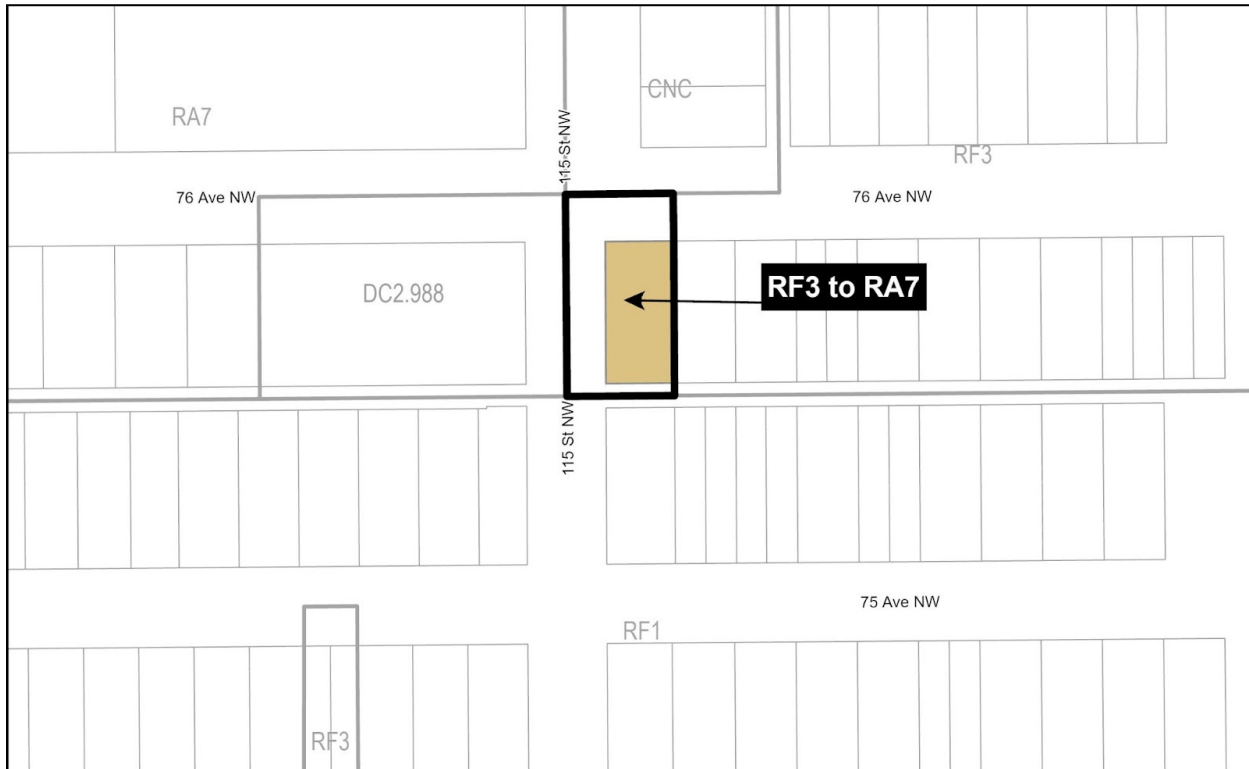 CNC
RA7
115 St NW
RF3
76 Ave NW
76 Ave NW
DC2.988
RF3 to RA7
115 St NW
75 Ave NW
RF1
RF3